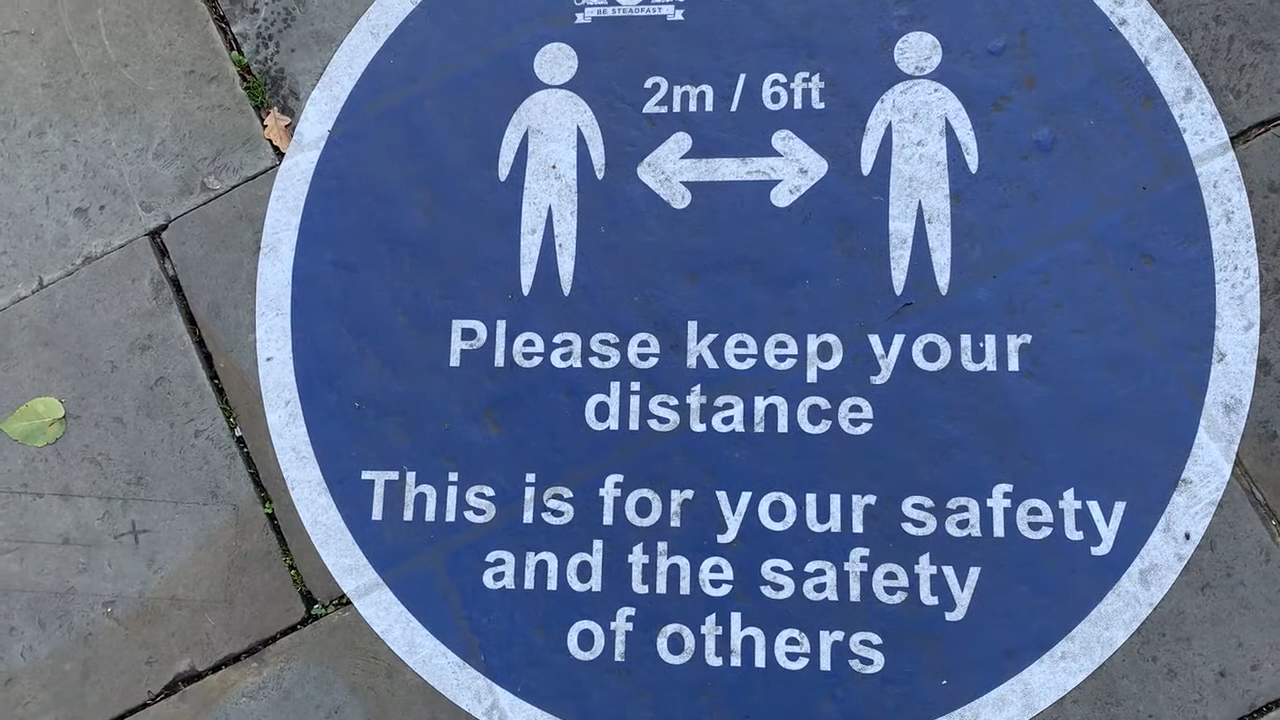 BE STEADFAST
2m / 6ft
Please keep your
distance
This is for your safety
and the safety
of others